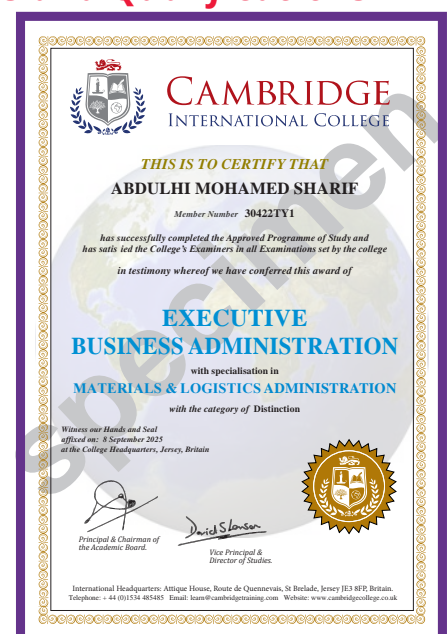 CAMBRIDGE
INTERNATIONAL COLLEGE
THIS IS TO CERTIFY THAT
ABDULHI MOHAMED SHARIF
Member Number 30422TY1
has successfully completed the Approved Programme of Study and
has satis ied the College's Examiners in all Examinations set by the college
in testimony whereof we have conferred this award of
EXECUTIVE
BUSINESS ADMINISTRATION
with specialisation in
MATERIALS & LOGISTICS ADMINISTRATION
with the category of Distinction
Witness our Hands and Seal
affixed on: 8 September 2025
at the College Headquarters, Jersey, Britain
specimen
Principal & Chairman of
the Academic Board.
Vice Principal &
Director of Studies.
International Headquarters: Attique House, Route de Quennevais, St Brelade, Jersey JE3 8FP, Britain.
Telephone: + 44 (0)1534 485485 Email: learn@cambridgetraining.com Website: www.cambridgecollege.co.uk